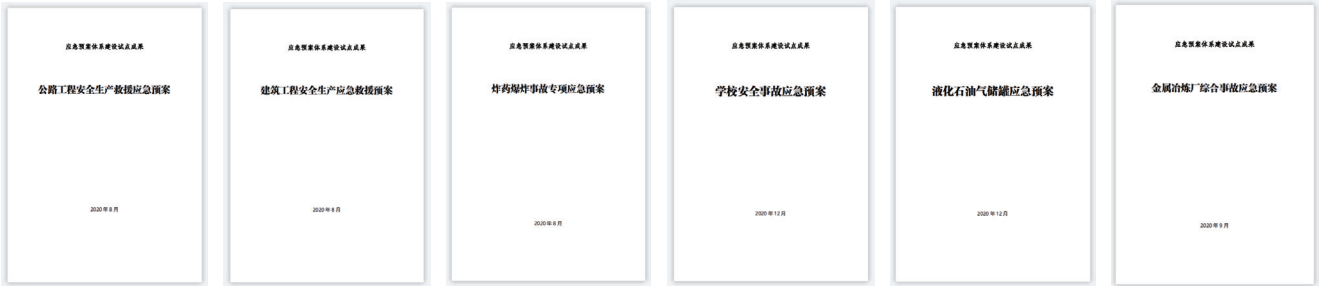 应急预案体系建设试点成果
公路工程安全生产救援应急预案
2020年8月
应急预案体系建设试点成果
建筑工程安全生产应急救援预案
2020年8月
应急预案体系建设试点成果
炸药爆炸事故专项应急预案
2020年8月
应急预案体系建设试点成果
学校安全事故应急预案
2020年12月
应急预案体系建设试点成果
液化石油气储罐应急预案
2020年12月
应急预案体系建设试点成果
金属冶炼厂综合事故应急预案
2020年9月